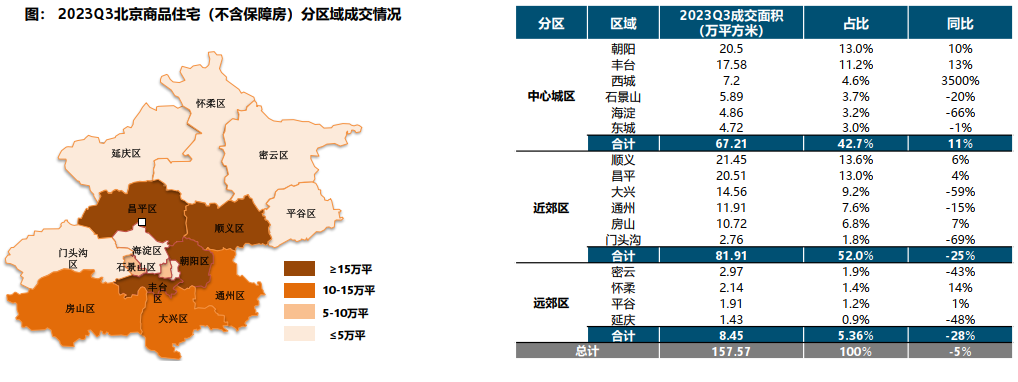 图： 2023Q3北京商品住宅（不含保障房）分区域成交情况
怀柔区
延庆区
密云区
昌平区
平谷区
顺义区
海淀区
门头沟
区
石景山区
朝阳区
丰台
区
通州区
房山区
大兴区
≥15万平
10-15万平
5-10万平
≤5万平
分区 区域 2023Q3成交面积 占比 同比
（万平方米）
朝阳 20.5 13.0% 10%
丰台 17.58 11.2% 13%
西城 7.2 4.6% 3500%
中心城区 石景山 5.89 3.7% -20%
海淀 4.86 3.2% -66%
东城 4.72 3.0% -1%
合计 67.21 42.7% 11%
顺义 21.45 13.6% 6%
昌平 20.51 13.0% 4%
大兴 14.56 9.2% -59%
近郊区 通州 11.91 7.6% -15%
房山 10.72 6.8% 7%
门头沟 2.76 1.8% -69%
合计 81.91 52.0% -25%
密云 2.97 1.9% -43%
怀柔 2.14 1.4% 14%
远郊区 平谷 1.91 1.2% 1%
延庆 1.43 0.9% -48%
合计 8.45 5.36% -28%
总计 157.57 100% -5%